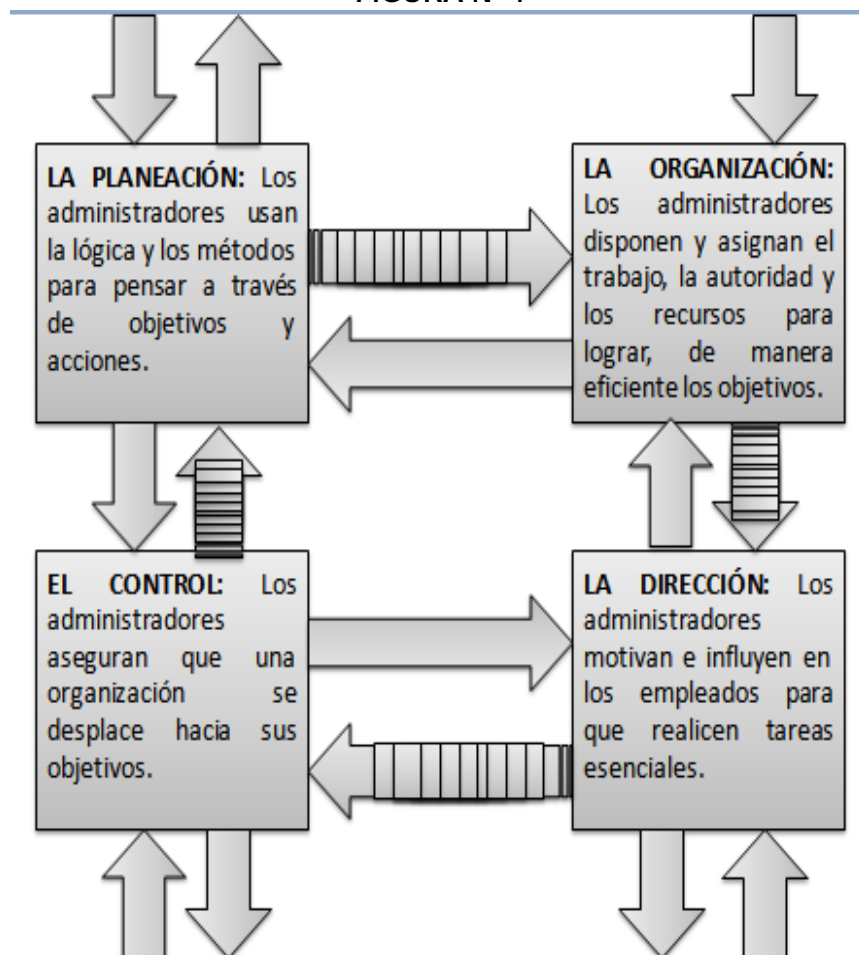 LA PLANEACIÓN: Los
administradores usan
la lógica y los métodos
para pensar a través
de objetivos y
acciones.
LA ORGANIZACIÓN:
Los administradores
disponen y asignan el
trabajo, la autoridad y
los recursos para
lograr, de manera
eficiente los objetivos.
EL CONTROL: Los
administradores
aseguran que una
organización se
desplace hacia sus
objetivos.
LA DIRECCIÓN: Los
administradores
motivan e influyen en
los empleados para
que realicen tareas
esenciales.